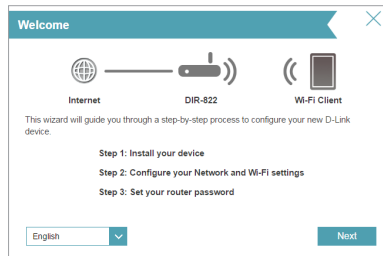 Welcome
Internet
DIR-822
Wi-Fi Client
This wizard will guide you through a step-by-step process to configure your new D-Link
device.
Step 1: Install your device
Step 2: Configure your Network and Wi-Fi settings
Step 3: Set your router password
English
Next